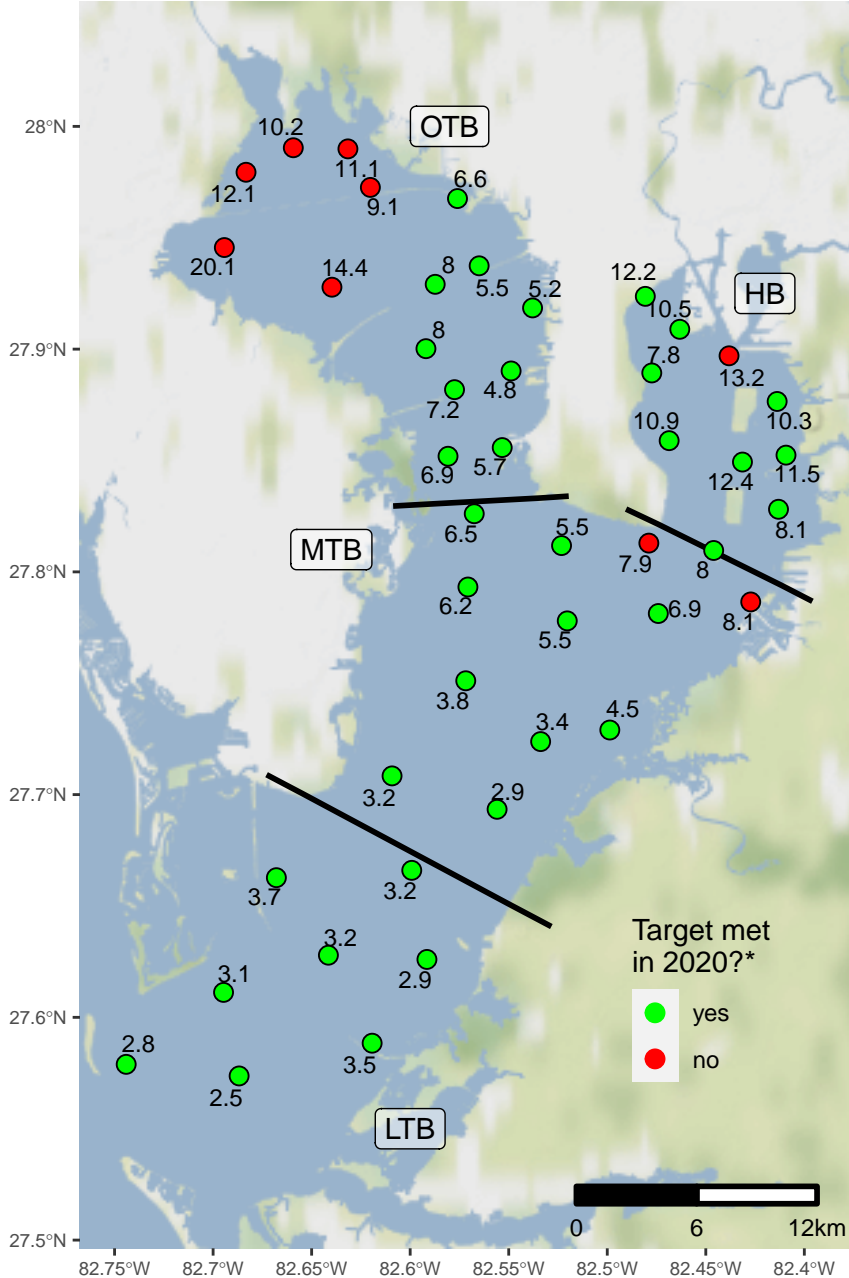 28°N
27.9°N
27.8°N
27.7°N
27.6°N
27.5°N
OTB
10.2
11.1
12.1
9.1
6.6
20.1
14.4
8
5.5
5.2
8
7.2
4.8
6.9
5.7
HB
12.2
10.5
7.8
13.2
10.3
10.9
12.4
11.5
8.1
8
MTB
6.5
5.5
7.9
6.2
5.5
6.9
8.1
3.8
3.4
4.5
3.2
2.9
3.2
3.7
3.2
2.9
3.1
2.8
2.5
3.5
LTB
Target met
in 2020?*
yes
no
0 6 12km
82.75°W 82.7°W 82.65°W 82.6°W 82.55°W 82.5°W 82.45°W 82.4°W